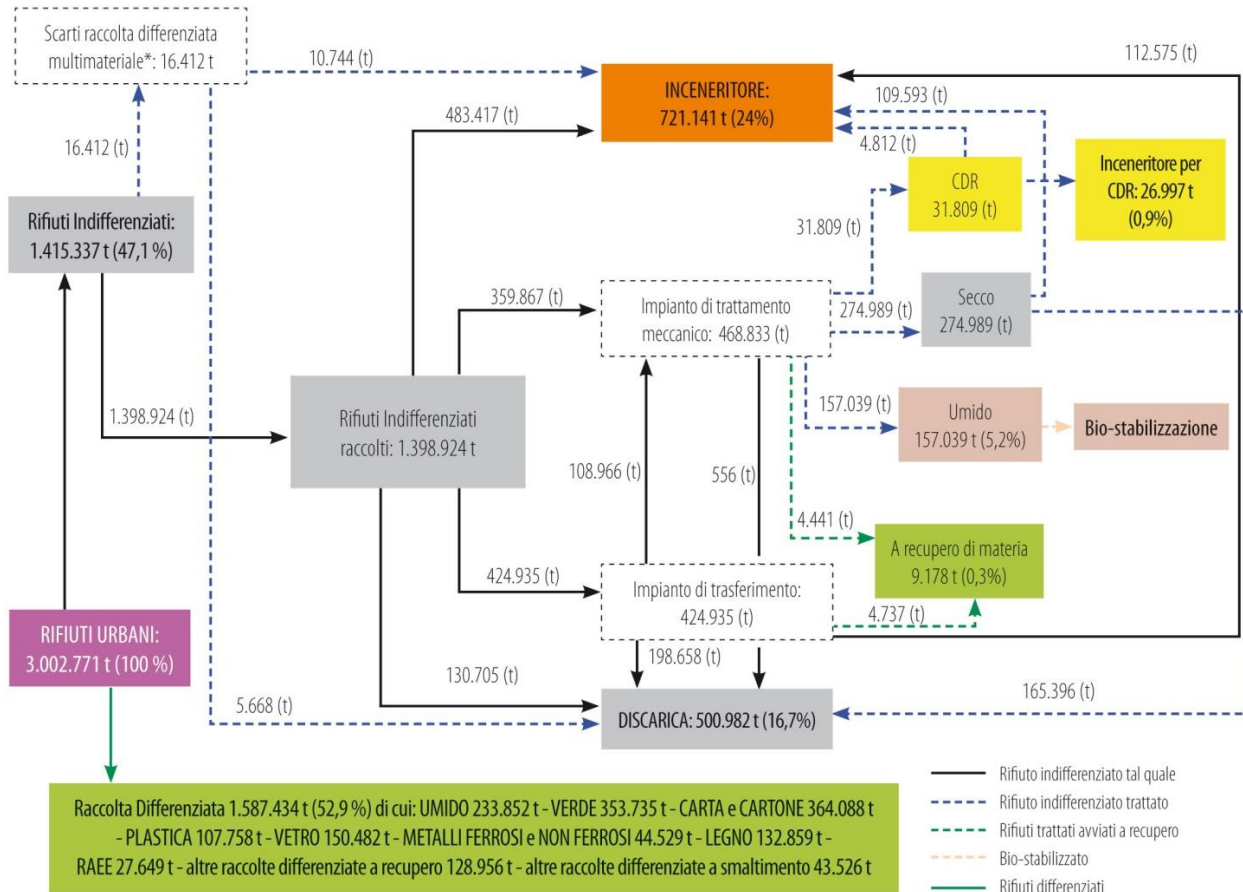 Scarti raccolta differenziata
multimateriale*: 16.412 t
10.744 (t)
112.575 (t)
INCENERITORE:
721.141 t (24%)
109.593 (t)
483.417 (t)
4.812 (t)
16.412 (t)
CDR
31.809 (t)
Inceneritore per
CDR: 26.997 t
(0,9%)
Rifiuti Indifferenziati:
1.415.337 t (47,1 %)
31.809 (t)
359.867 (t)
Impianto di trattamento
meccanico: 468.833 (t)
274.989 (t)
Secco
274.989 (t)
1.398.924 (t)
Rifiuti Indifferenziati
raccolti: 1.398.924 t
157.039 (t)
Umido
157.039 t (5,2%)
Bio-stabilizzazione
108.966 (t)
556 (t)
4.441 (t)
A recupero di materia
9.178 t (0,3%)
424.935 (t)
Impianto di trasferimento:
424.935 (t)
4.737 (t)
RIFIUTI URBANI:
3.002.771 t (100 %)
198.658 (t)
130.705 (t)
5.668 (t)
165.396 (t)
DISCARICA: 500.982 t (16,7%)
Raccolta Differenziata 1.587.434 t (52,9 %) di cui: UMIDO 233.852 t - VERDE 353.735 t - CARTA e CARTONE 364.088 t
- PLASTICA 107.758 t - VETRO 150.482 t - METALLI FERROSI e NON FERROSI 44.529 t - LEGNO 132.859 t -
RAEE 27.649 t - altre raccolte differenziate a recupero 128.956 t - altre raccolte differenziate a smaltimento 43.526 t
Rifiuto indifferenziato tal quale
Rifiuto indifferenziato trattato
Rifiuti trattati avviati a recupero
Bio-stabilizzato
Rifiuti differenziati